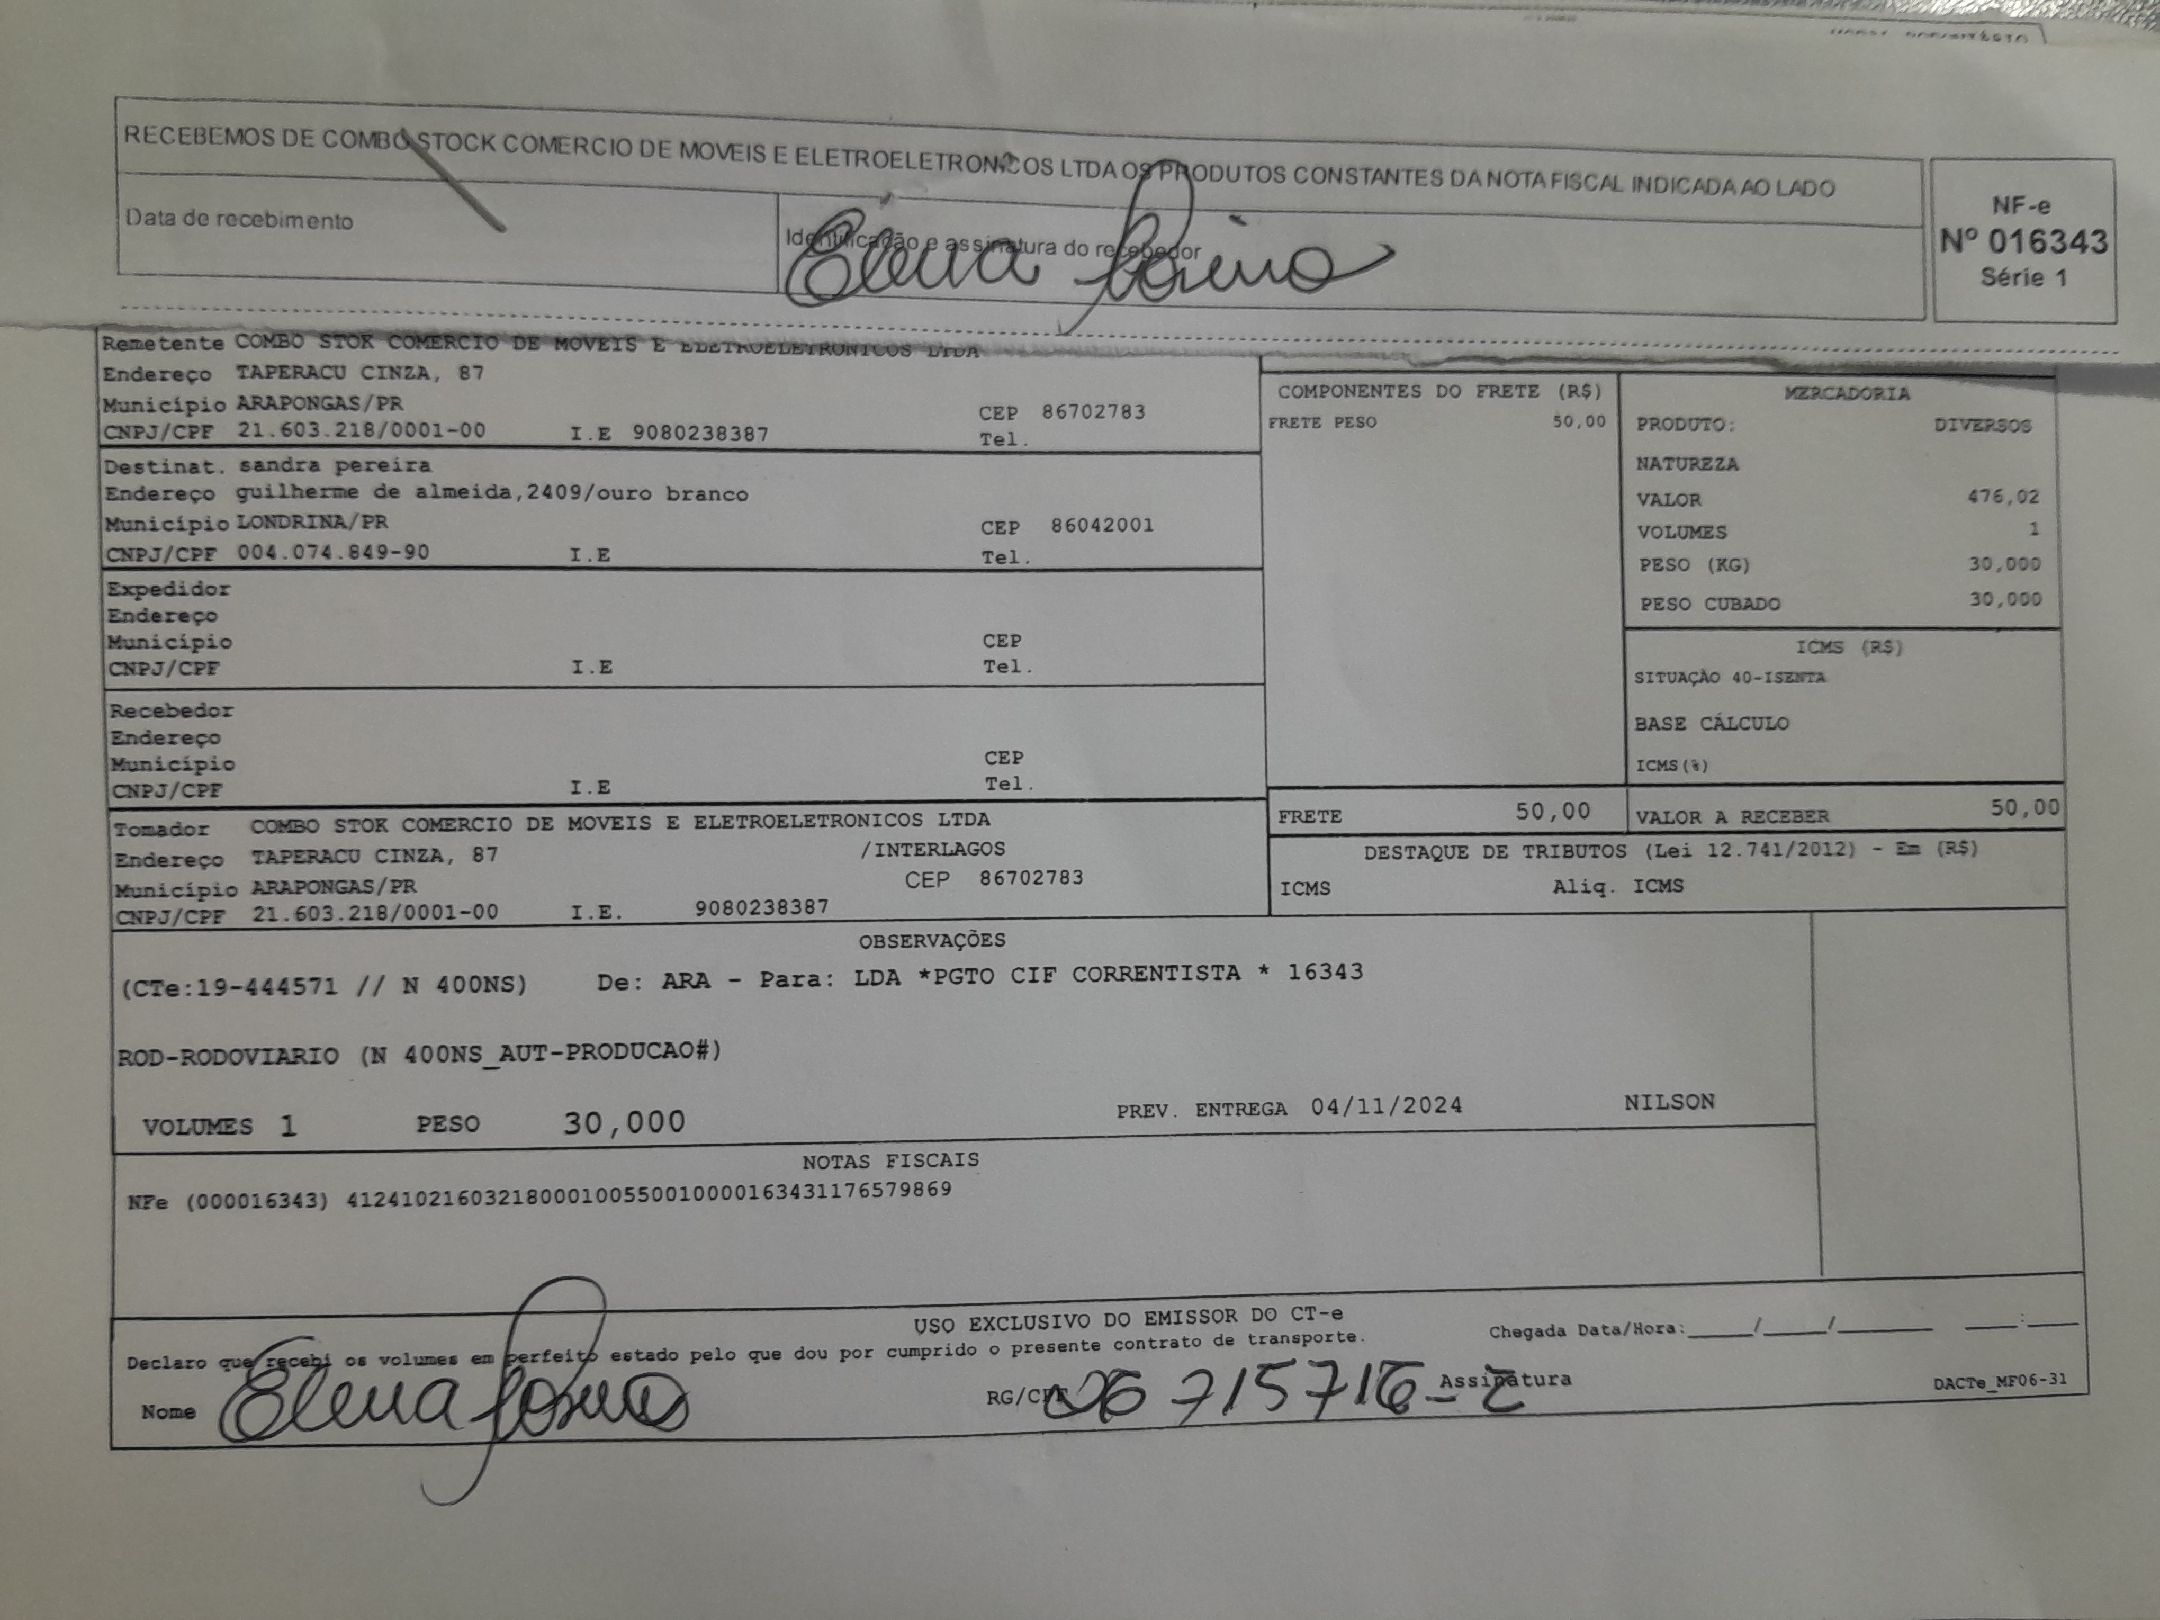 RECEBEMOS DE COMBO STOCK COMERCIO DE MOVEIS E ELETROELETRONICOS LTDA OS PRODUTOS CONSTANTES DA NOTA FISCAL INDICADA AO LADO
Data de recebimento
Identificação e assinatura do recebedor
Elena
NF-e
Nº 016343
Série 1
Remetente COMBO STOK COMERCIO DE MOVEIS E ELETROELETRONICOS LTDA
Endereço TAPERACU CINZA, 87
Município ARAPONGAS/PR CEP 86702783
CNPJ/CPF 21.603.218/0001-00 I.E 9080238387 Tel.
Destinat. sandra pereira
Endereço guilherme de almeida,2409/ouro branco
Município LONDRINA/PR CEP 86042001
CNPJ/CPF 004.074.849-90 I.E Tel.
Expedidor
Endereço
Município CEP
CNPJ/CPF I.E Tel.
Recebedor
Endereço
Município CEP
CNPJ/CPF I.E Tel.
Tomador COMBO STOK COMERCIO DE MOVEIS E ELETROELETRONICOS LTDA
Endereço TAPERACU CINZA, 87 /INTERLAGOS
Município ARAPONGAS/PR CEP 86702783
CNPJ/CPF 21.603.218/0001-00 I.E. 9080238387
COMPONENTES DO FRETE (R$)
FRETE PESO 50,00
MERCADORIA
PRODUTO: DIVERSOS
NATUREZA
VALOR 476,02
VOLUMES 1
PESO (KG) 30,000
PESO CUBADO 30,000
ICMS (R$)
SITUAÇÃO 40-ISENTA
BASE CÁLCULO
ICMS(%)
FRETE 50,00
VALOR A RECEBER 50,00
DESTAQUE DE TRIBUTOS (Lei 12.741/2012) - Em (R$)
ICMS Aliq. ICMS
OBSERVAÇÕES
(CTe:19-444571 // N 400NS) De: ARA - Para: LDA *PGTO CIF CORRENTISTA * 16343
ROD-RODOVIARIO (N 400NS_AUT-PRODUCAO#)
VOLUMES 1 PESO 30,000 PREV. ENTREGA 04/11/2024 NILSON
NOTAS FISCAIS
NFe (000016343) 41241021603218000100550010000163431176579869
USO EXCLUSIVO DO EMISSOR DO CT-e
Declaro que recebi os volumes em perfeito estado pelo que dou por cumprido o presente contrato de transporte.
Chegada Data/Hora:____/____/______ ____:____
Nome Elena RG/CPF Assinatura
DACTe_MF06-31